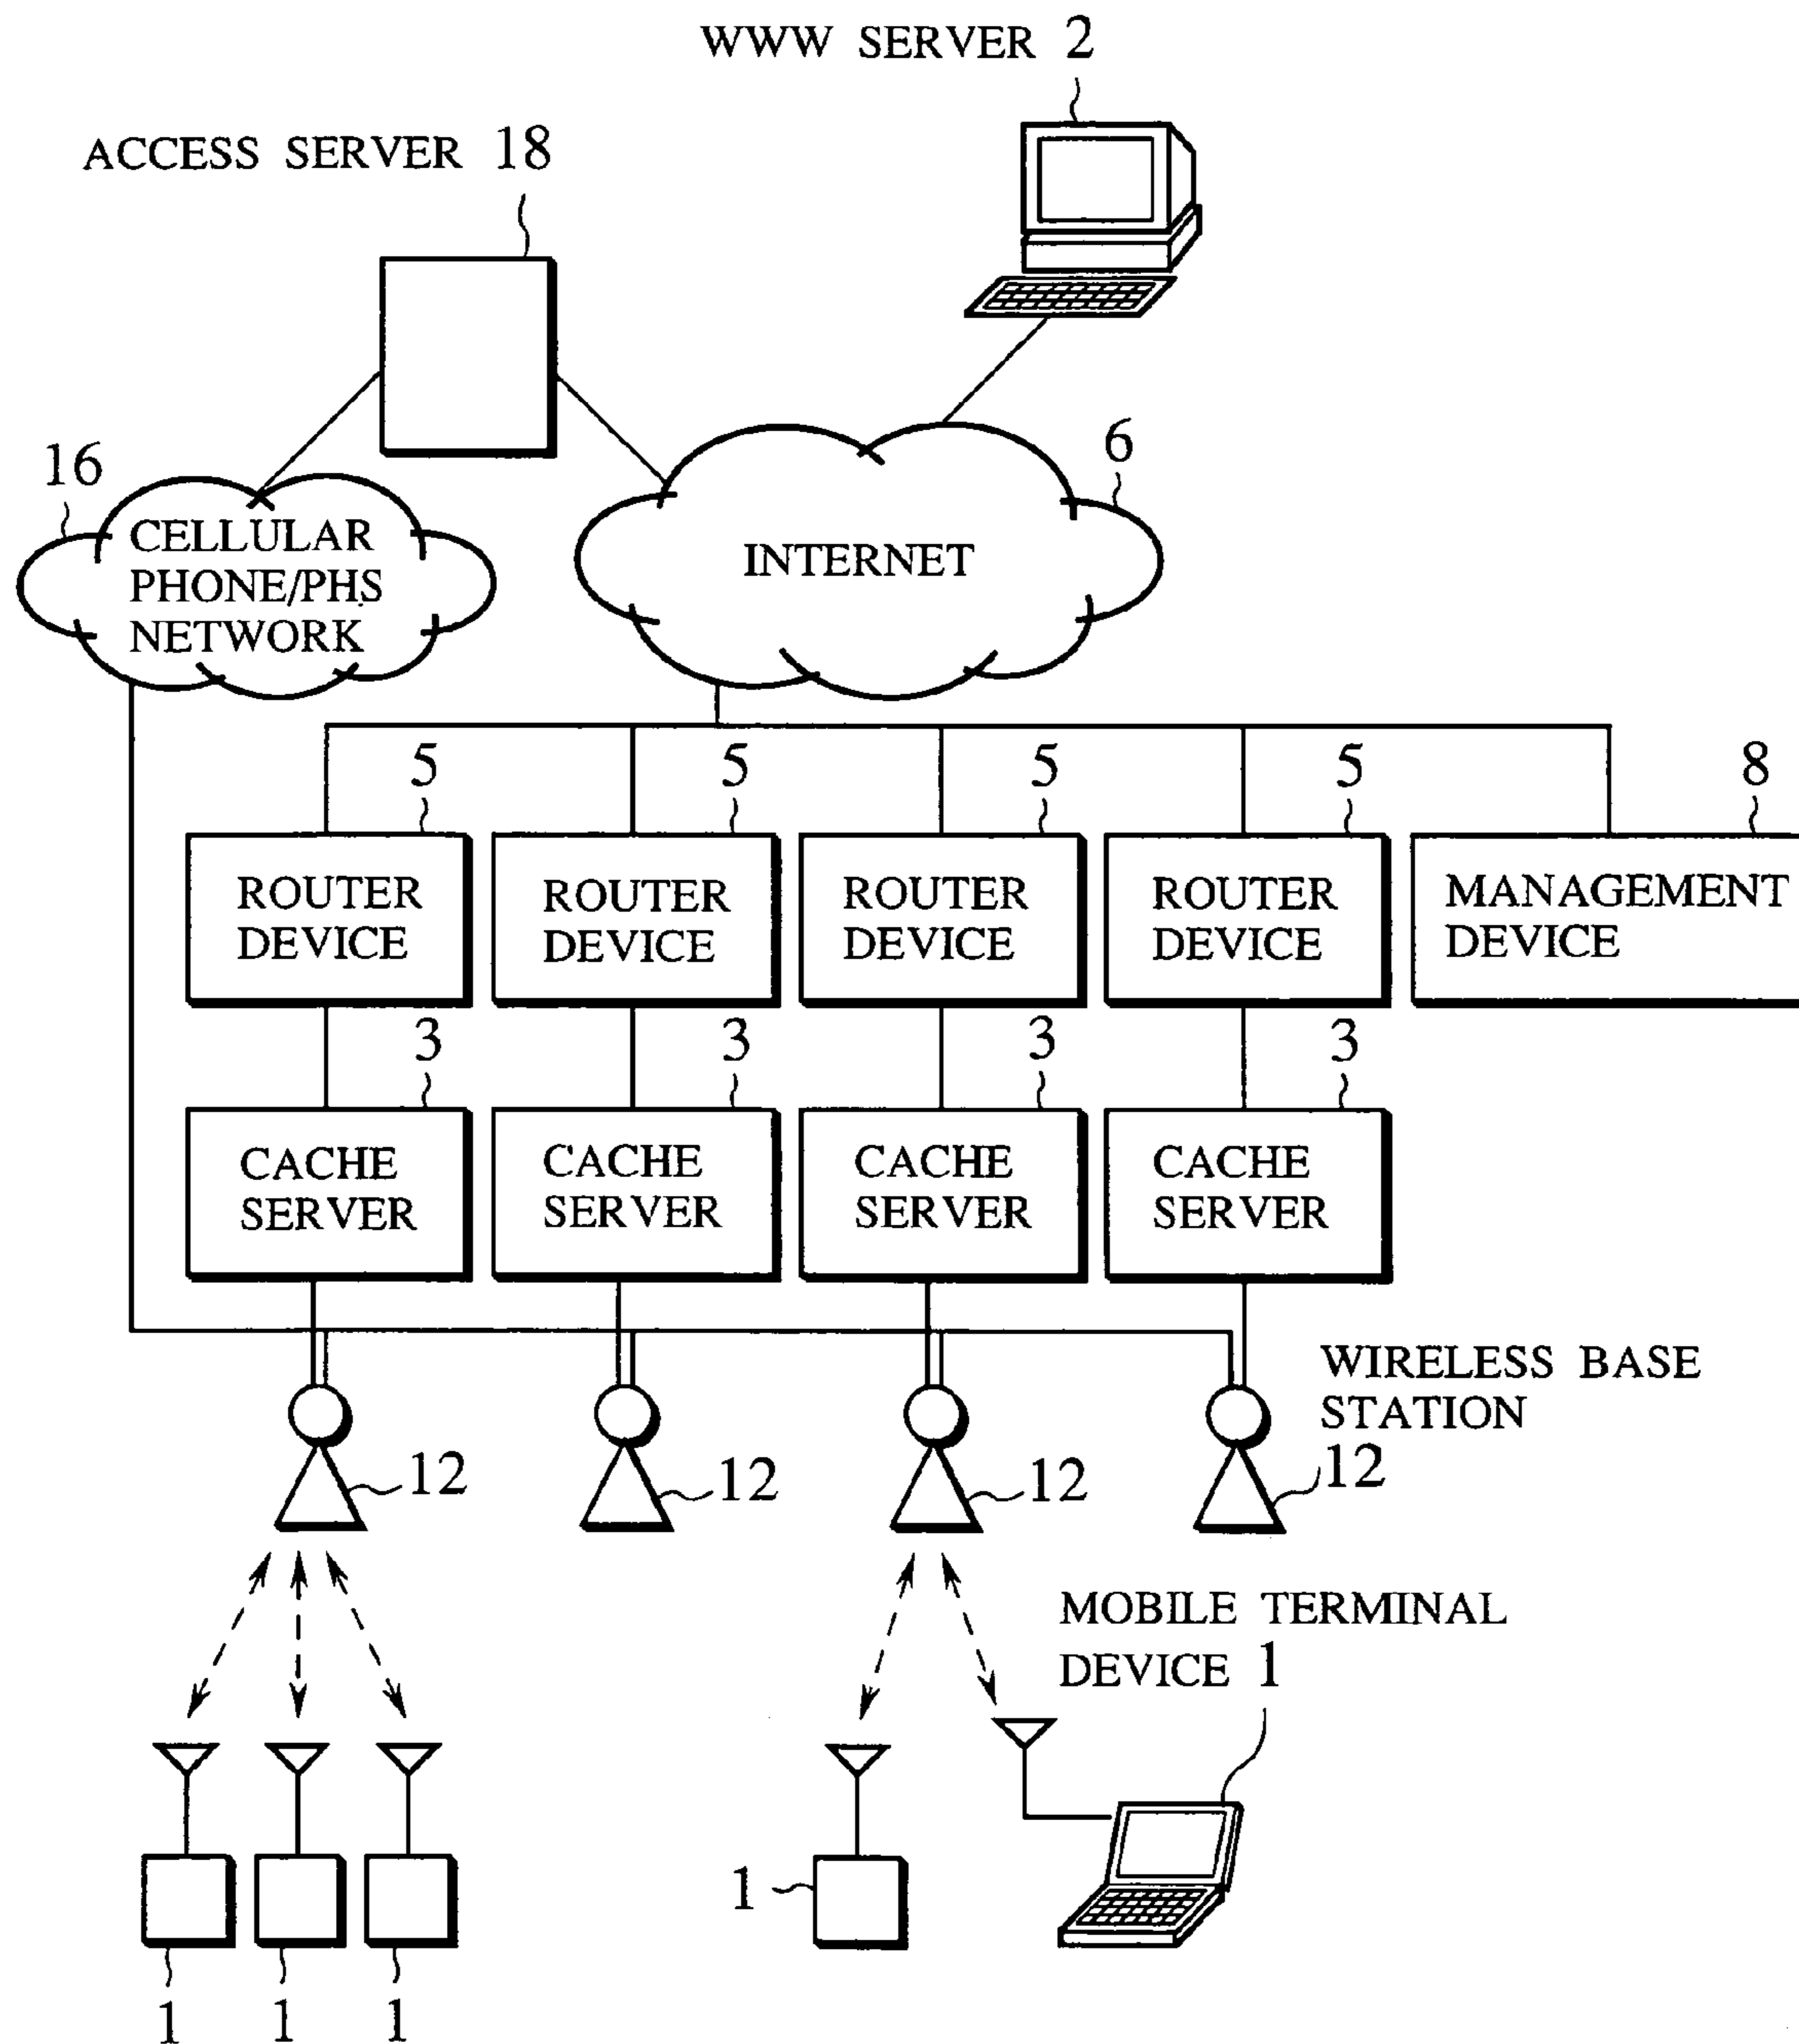 WWW SERVER 2
ACCESS SERVER 18
16
6
CELLULAR
PHONE/PHS
NETWORK
INTERNET
5
5
5
5
8
ROUTER
DEVICE
ROUTER
DEVICE
ROUTER
DEVICE
ROUTER
DEVICE
MANAGEMENT
DEVICE
3
3
3
3
CACHE
SERVER
CACHE
SERVER
CACHE
SERVER
CACHE
SERVER
WIRELESS BASE
STATION
12
12
12
12
MOBILE TERMINAL
DEVICE 1
1
1
1
1